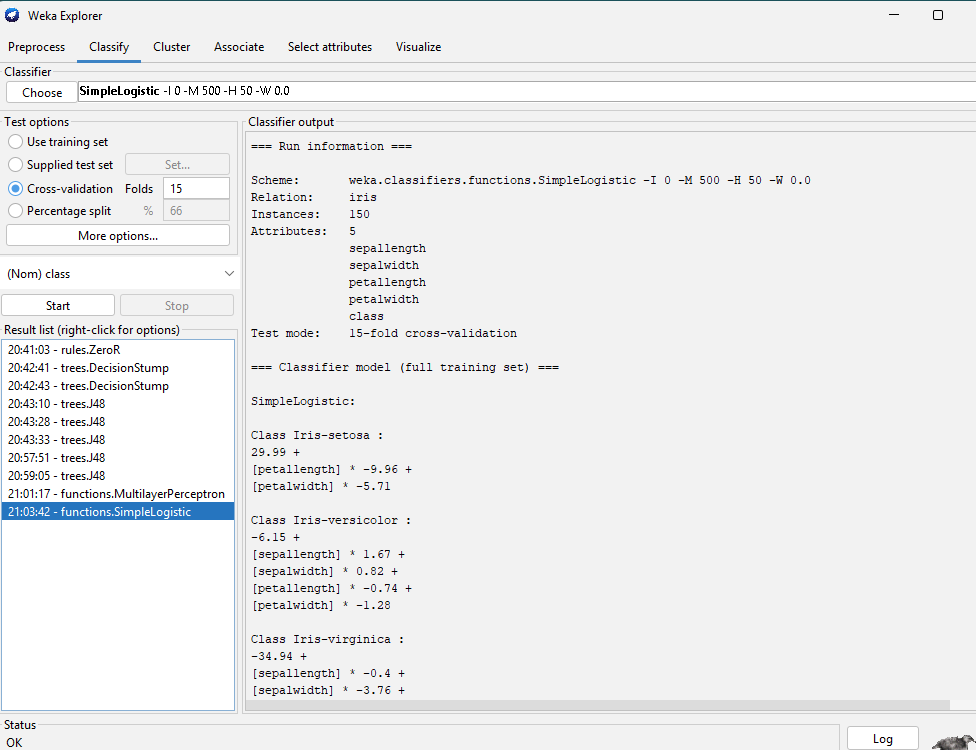 Weka Explorer
Preprocess Classify Cluster Associate Select attributes Visualize
Classifier
Choose SimpleLogistic -I 0 -M 500 -H 50 -W 0.0
Test options
Use training set
Supplied test set Set...
Cross-validation Folds 15
Percentage split % 66
More options...
(Nom) class
Start Stop
Result list (right-click for options)
20:41:03 - rules.ZeroR
20:42:41 - trees.DecisionStump
20:42:43 - trees.DecisionStump
20:43:10 - trees.J48
20:43:28 - trees.J48
20:43:33 - trees.J48
20:57:51 - trees.J48
20:59:05 - trees.J48
21:01:17 - functions.MultilayerPerceptron
21:03:42 - functions.SimpleLogistic
Classifier output
=== Run information ===
Scheme: weka.classifiers.functions.SimpleLogistic -I 0 -M 500 -H 50 -W 0.0
Relation: iris
Instances: 150
Attributes: 5
sepallength
sepalwidth
petallength
petalwidth
class
Test mode: 15-fold cross-validation
=== Classifier model (full training set) ===
SimpleLogistic:
Class Iris-setosa :
29.99 +
[petallength] * -9.96 +
[petalwidth] * -5.71
Class Iris-versicolor :
-6.15 +
[sepallength] * 1.67 +
[sepalwidth] * 0.82 +
[petallength] * -0.74 +
[petalwidth] * -1.28
Class Iris-virginica :
-34.94 +
[sepallength] * -0.4 +
[sepalwidth] * -3.76 +
Status
OK
Log